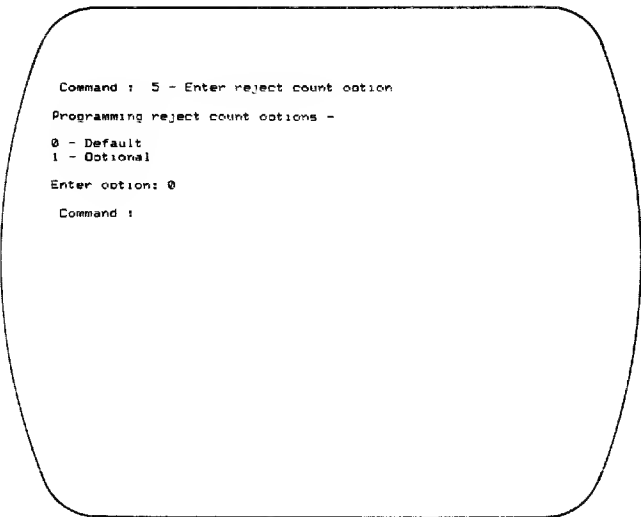 Command : 5 - Enter reject count option
Programming reject count options -
0 - Default
1 - Optional
Enter option: 0
Command :